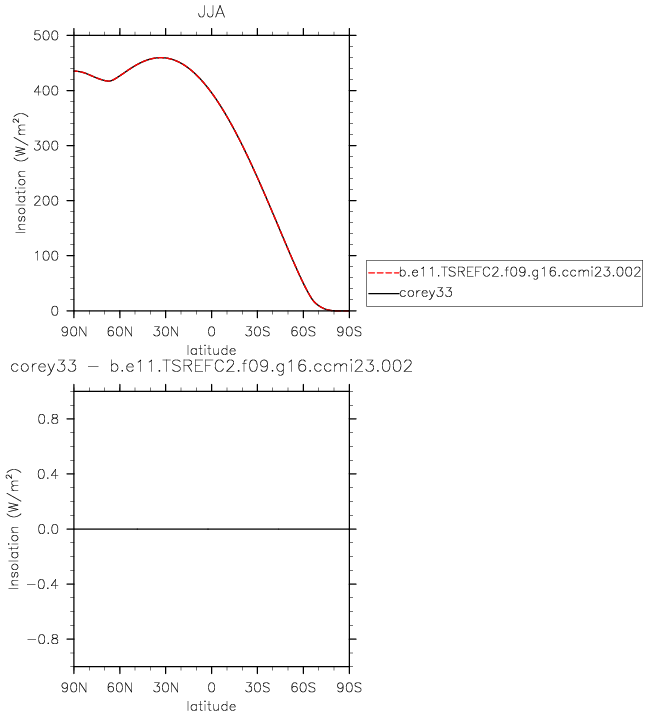 JJA
500
400
300
200
100
0
Insolation (W/m²)
90N 60N 30N 0 30S 60S 90S
latitude
b.e11.TSREFC2.f09.g16.ccmi23.002
corey33
corey33 − b.e11.TSREFC2.f09.g16.ccmi23.002
0.8
0.4
0.0
−0.4
−0.8
Insolation (W/m²)
90N 60N 30N 0 30S 60S 90S
latitude